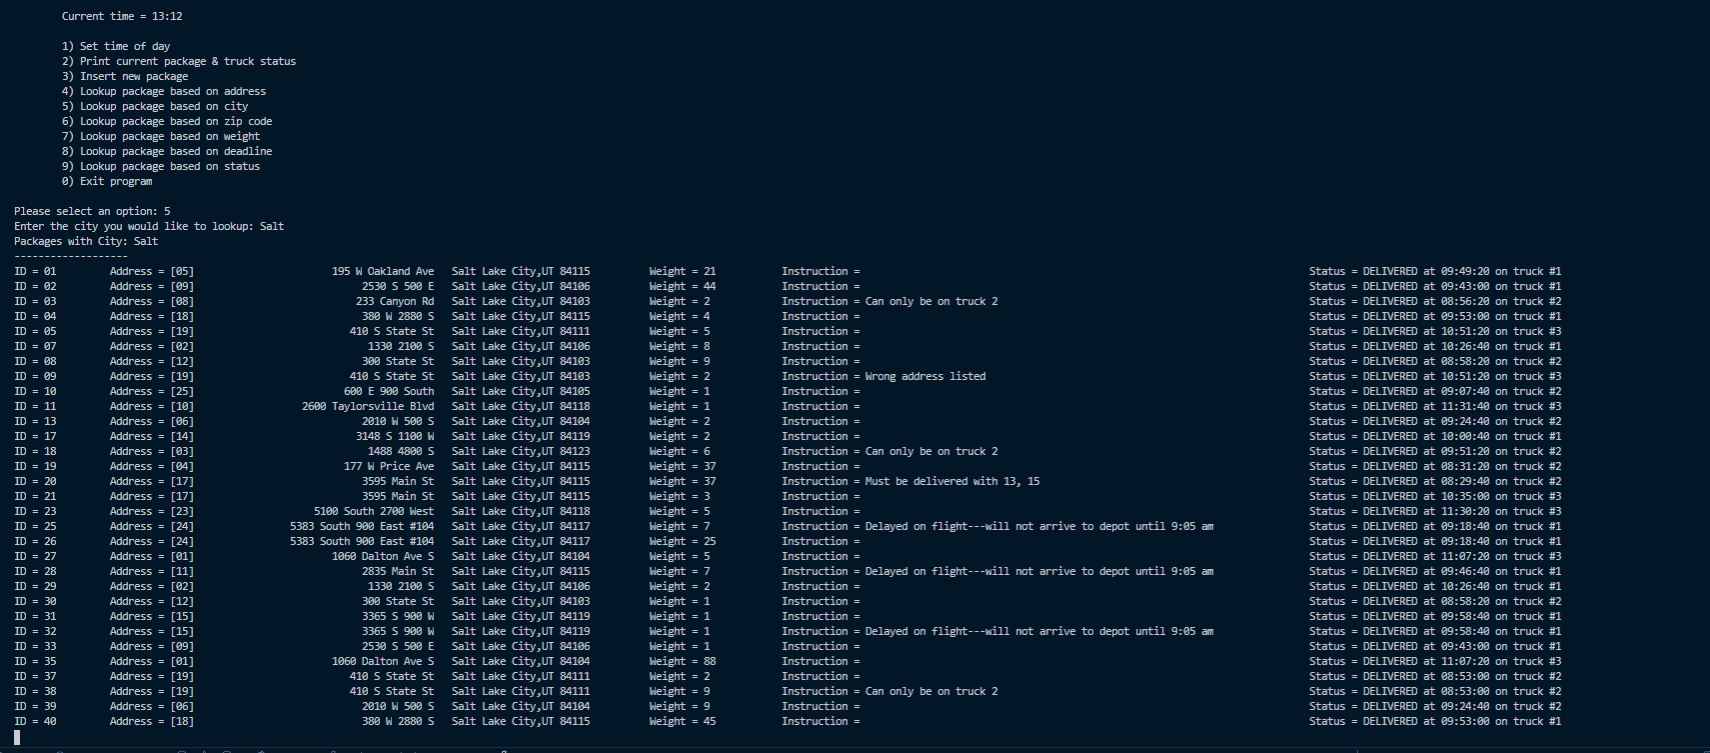 Current time = 13:12
1) Set time of day
2) Print current package & truck status
3) Insert new package
4) Lookup package based on address
5) Lookup package based on city
6) Lookup package based on zip code
7) Lookup package based on weight
8) Lookup package based on deadline
9) Lookup package based on status
0) Exit program
Please select an option: 5
Enter the city you would like to lookup: Salt
Packages with City: Salt
-------------------
ID = 01 Address = [05] 195 W Oakland Ave Salt Lake City,UT 84115 Weight = 21 Instruction = Status = DELIVERED at 09:49:20 on truck #1
ID = 02 Address = [09] 2530 S 500 E Salt Lake City,UT 84106 Weight = 44 Instruction = Status = DELIVERED at 09:43:00 on truck #1
ID = 03 Address = [08] 233 Canyon Rd Salt Lake City,UT 84103 Weight = 2 Instruction = Can only be on truck 2 Status = DELIVERED at 08:56:20 on truck #2
ID = 04 Address = [18] 380 W 2880 S Salt Lake City,UT 84115 Weight = 4 Instruction = Status = DELIVERED at 09:53:00 on truck #1
ID = 05 Address = [19] 410 S State St Salt Lake City,UT 84111 Weight = 5 Instruction = Status = DELIVERED at 10:51:20 on truck #3
ID = 07 Address = [02] 1330 2100 S Salt Lake City,UT 84106 Weight = 8 Instruction = Status = DELIVERED at 10:26:40 on truck #1
ID = 08 Address = [12] 300 State St Salt Lake City,UT 84103 Weight = 9 Instruction = Status = DELIVERED at 08:58:20 on truck #2
ID = 09 Address = [19] 410 S State St Salt Lake City,UT 84103 Weight = 2 Instruction = Wrong address listed Status = DELIVERED at 10:51:20 on truck #3
ID = 10 Address = [25] 600 E 900 South Salt Lake City,UT 84105 Weight = 1 Instruction = Status = DELIVERED at 09:07:40 on truck #2
ID = 11 Address = [10] 2600 Taylorsville Blvd Salt Lake City,UT 84118 Weight = 1 Instruction = Status = DELIVERED at 11:31:40 on truck #3
ID = 13 Address = [06] 2010 W 500 S Salt Lake City,UT 84104 Weight = 2 Instruction = Status = DELIVERED at 09:24:40 on truck #2
ID = 17 Address = [14] 3148 S 1100 W Salt Lake City,UT 84119 Weight = 2 Instruction = Status = DELIVERED at 10:00:40 on truck #1
ID = 18 Address = [03] 1488 4800 S Salt Lake City,UT 84123 Weight = 6 Instruction = Can only be on truck 2 Status = DELIVERED at 09:51:20 on truck #2
ID = 19 Address = [04] 177 W Price Ave Salt Lake City,UT 84115 Weight = 37 Instruction = Status = DELIVERED at 08:31:20 on truck #2
ID = 20 Address = [17] 3595 Main St Salt Lake City,UT 84115 Weight = 37 Instruction = Must be delivered with 13, 15 Status = DELIVERED at 08:29:40 on truck #2
ID = 21 Address = [17] 3595 Main St Salt Lake City,UT 84115 Weight = 3 Instruction = Status = DELIVERED at 10:35:00 on truck #3
ID = 23 Address = [23] 5100 South 2700 West Salt Lake City,UT 84118 Weight = 5 Instruction = Status = DELIVERED at 11:30:20 on truck #3
ID = 25 Address = [24] 5383 South 900 East #104 Salt Lake City,UT 84117 Weight = 7 Instruction = Delayed on flight---will not arrive to depot until 9:05 am Status = DELIVERED at 09:18:40 on truck #1
ID = 26 Address = [24] 5383 South 900 East #104 Salt Lake City,UT 84117 Weight = 25 Instruction = Status = DELIVERED at 09:18:40 on truck #1
ID = 27 Address = [01] 1060 Dalton Ave S Salt Lake City,UT 84104 Weight = 5 Instruction = Status = DELIVERED at 11:07:20 on truck #3
ID = 28 Address = [11] 2835 Main St Salt Lake City,UT 84115 Weight = 7 Instruction = Delayed on flight---will not arrive to depot until 9:05 am Status = DELIVERED at 09:46:40 on truck #1
ID = 29 Address = [02] 1330 2100 S Salt Lake City,UT 84106 Weight = 2 Instruction = Status = DELIVERED at 10:26:40 on truck #1
ID = 30 Address = [12] 300 State St Salt Lake City,UT 84103 Weight = 1 Instruction = Status = DELIVERED at 08:58:20 on truck #2
ID = 31 Address = [15] 3365 S 900 W Salt Lake City,UT 84119 Weight = 1 Instruction = Status = DELIVERED at 09:58:40 on truck #1
ID = 32 Address = [15] 3365 S 900 W Salt Lake City,UT 84119 Weight = 1 Instruction = Delayed on flight---will not arrive to depot until 9:05 am Status = DELIVERED at 09:58:40 on truck #1
ID = 33 Address = [09] 2530 S 500 E Salt Lake City,UT 84106 Weight = 1 Instruction = Status = DELIVERED at 09:43:00 on truck #1
ID = 35 Address = [01] 1060 Dalton Ave S Salt Lake City,UT 84104 Weight = 88 Instruction = Status = DELIVERED at 11:07:20 on truck #3
ID = 37 Address = [19] 410 S State St Salt Lake City,UT 84111 Weight = 2 Instruction = Status = DELIVERED at 08:53:00 on truck #2
ID = 38 Address = [19] 410 S State St Salt Lake City,UT 84111 Weight = 9 Instruction = Can only be on truck 2 Status = DELIVERED at 08:53:00 on truck #2
ID = 39 Address = [06] 2010 W 500 S Salt Lake City,UT 84104 Weight = 9 Instruction = Status = DELIVERED at 09:24:40 on truck #2
ID = 40 Address = [18] 380 W 2880 S Salt Lake City,UT 84115 Weight = 45 Instruction = Status = DELIVERED at 09:53:00 on truck #1